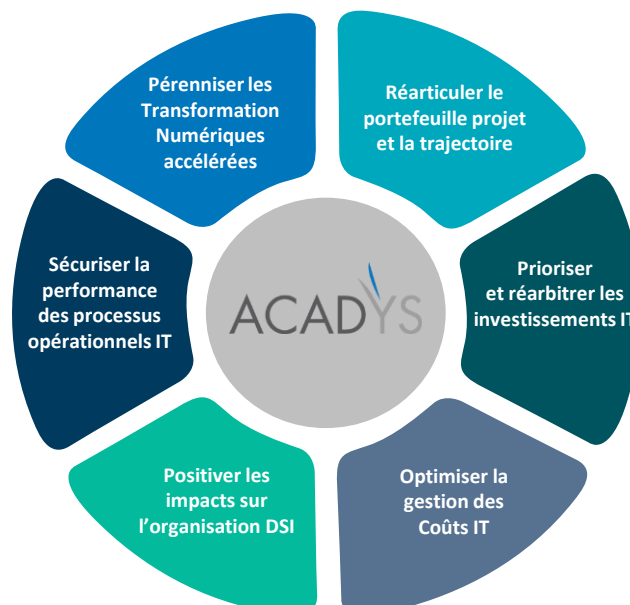 Pérenniser les
Transformation
Numériques
accélérées
Réarticuler le
portefeuille projet
et la trajectoire
Sécuriser la
performance
des processus
opérationnels IT
ACADYS
Prioriser
et réarbitrer les
investissements IT
Positiver les
impacts sur
l'organisation DSI
Optimiser la
gestion des
Coûts IT